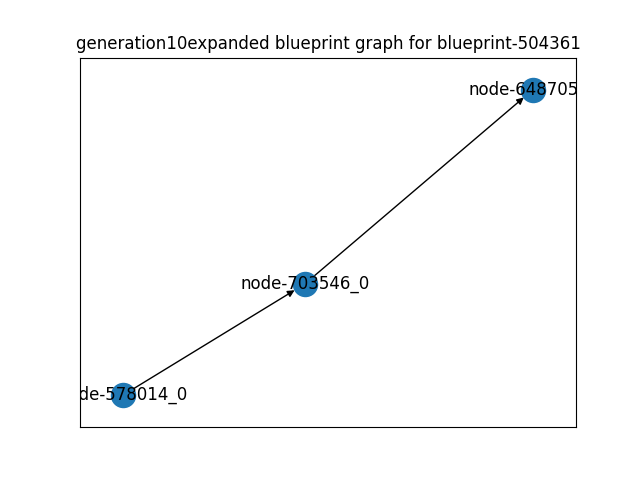 generation10expanded blueprint graph for blueprint-504361
node-648705
node-703546_0
de-578014_0